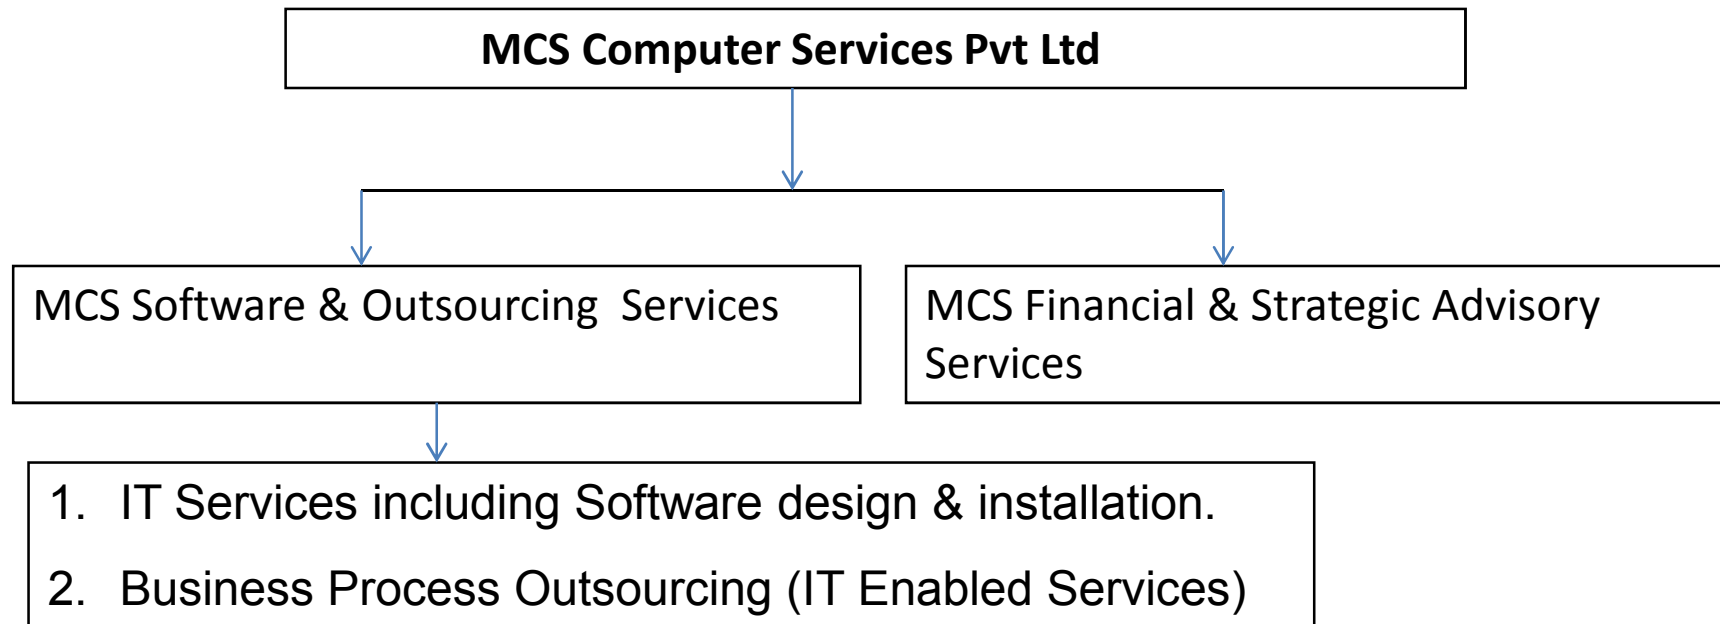 MCS Computer Services Pvt Ltd
MCS Software & Outsourcing  Services
MCS Financial & Strategic Advisory
Services
1. IT Services including Software design & installation.
2. Business Process Outsourcing (IT Enabled Services)